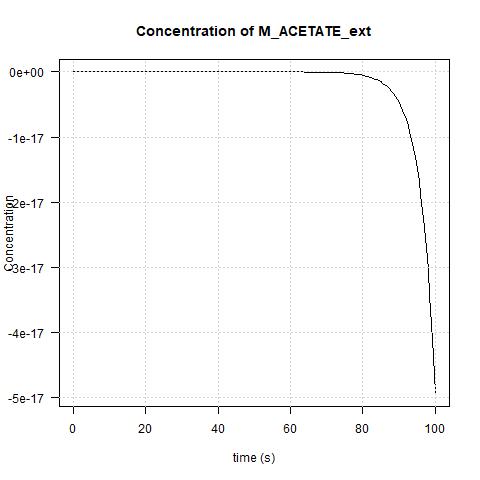 Concentration of M_ACETATE_ext
0e+00
-1e-17
-2e-17
-3e-17
-4e-17
-5e-17
Concentration
0 20 40 60 80 100
time (s)